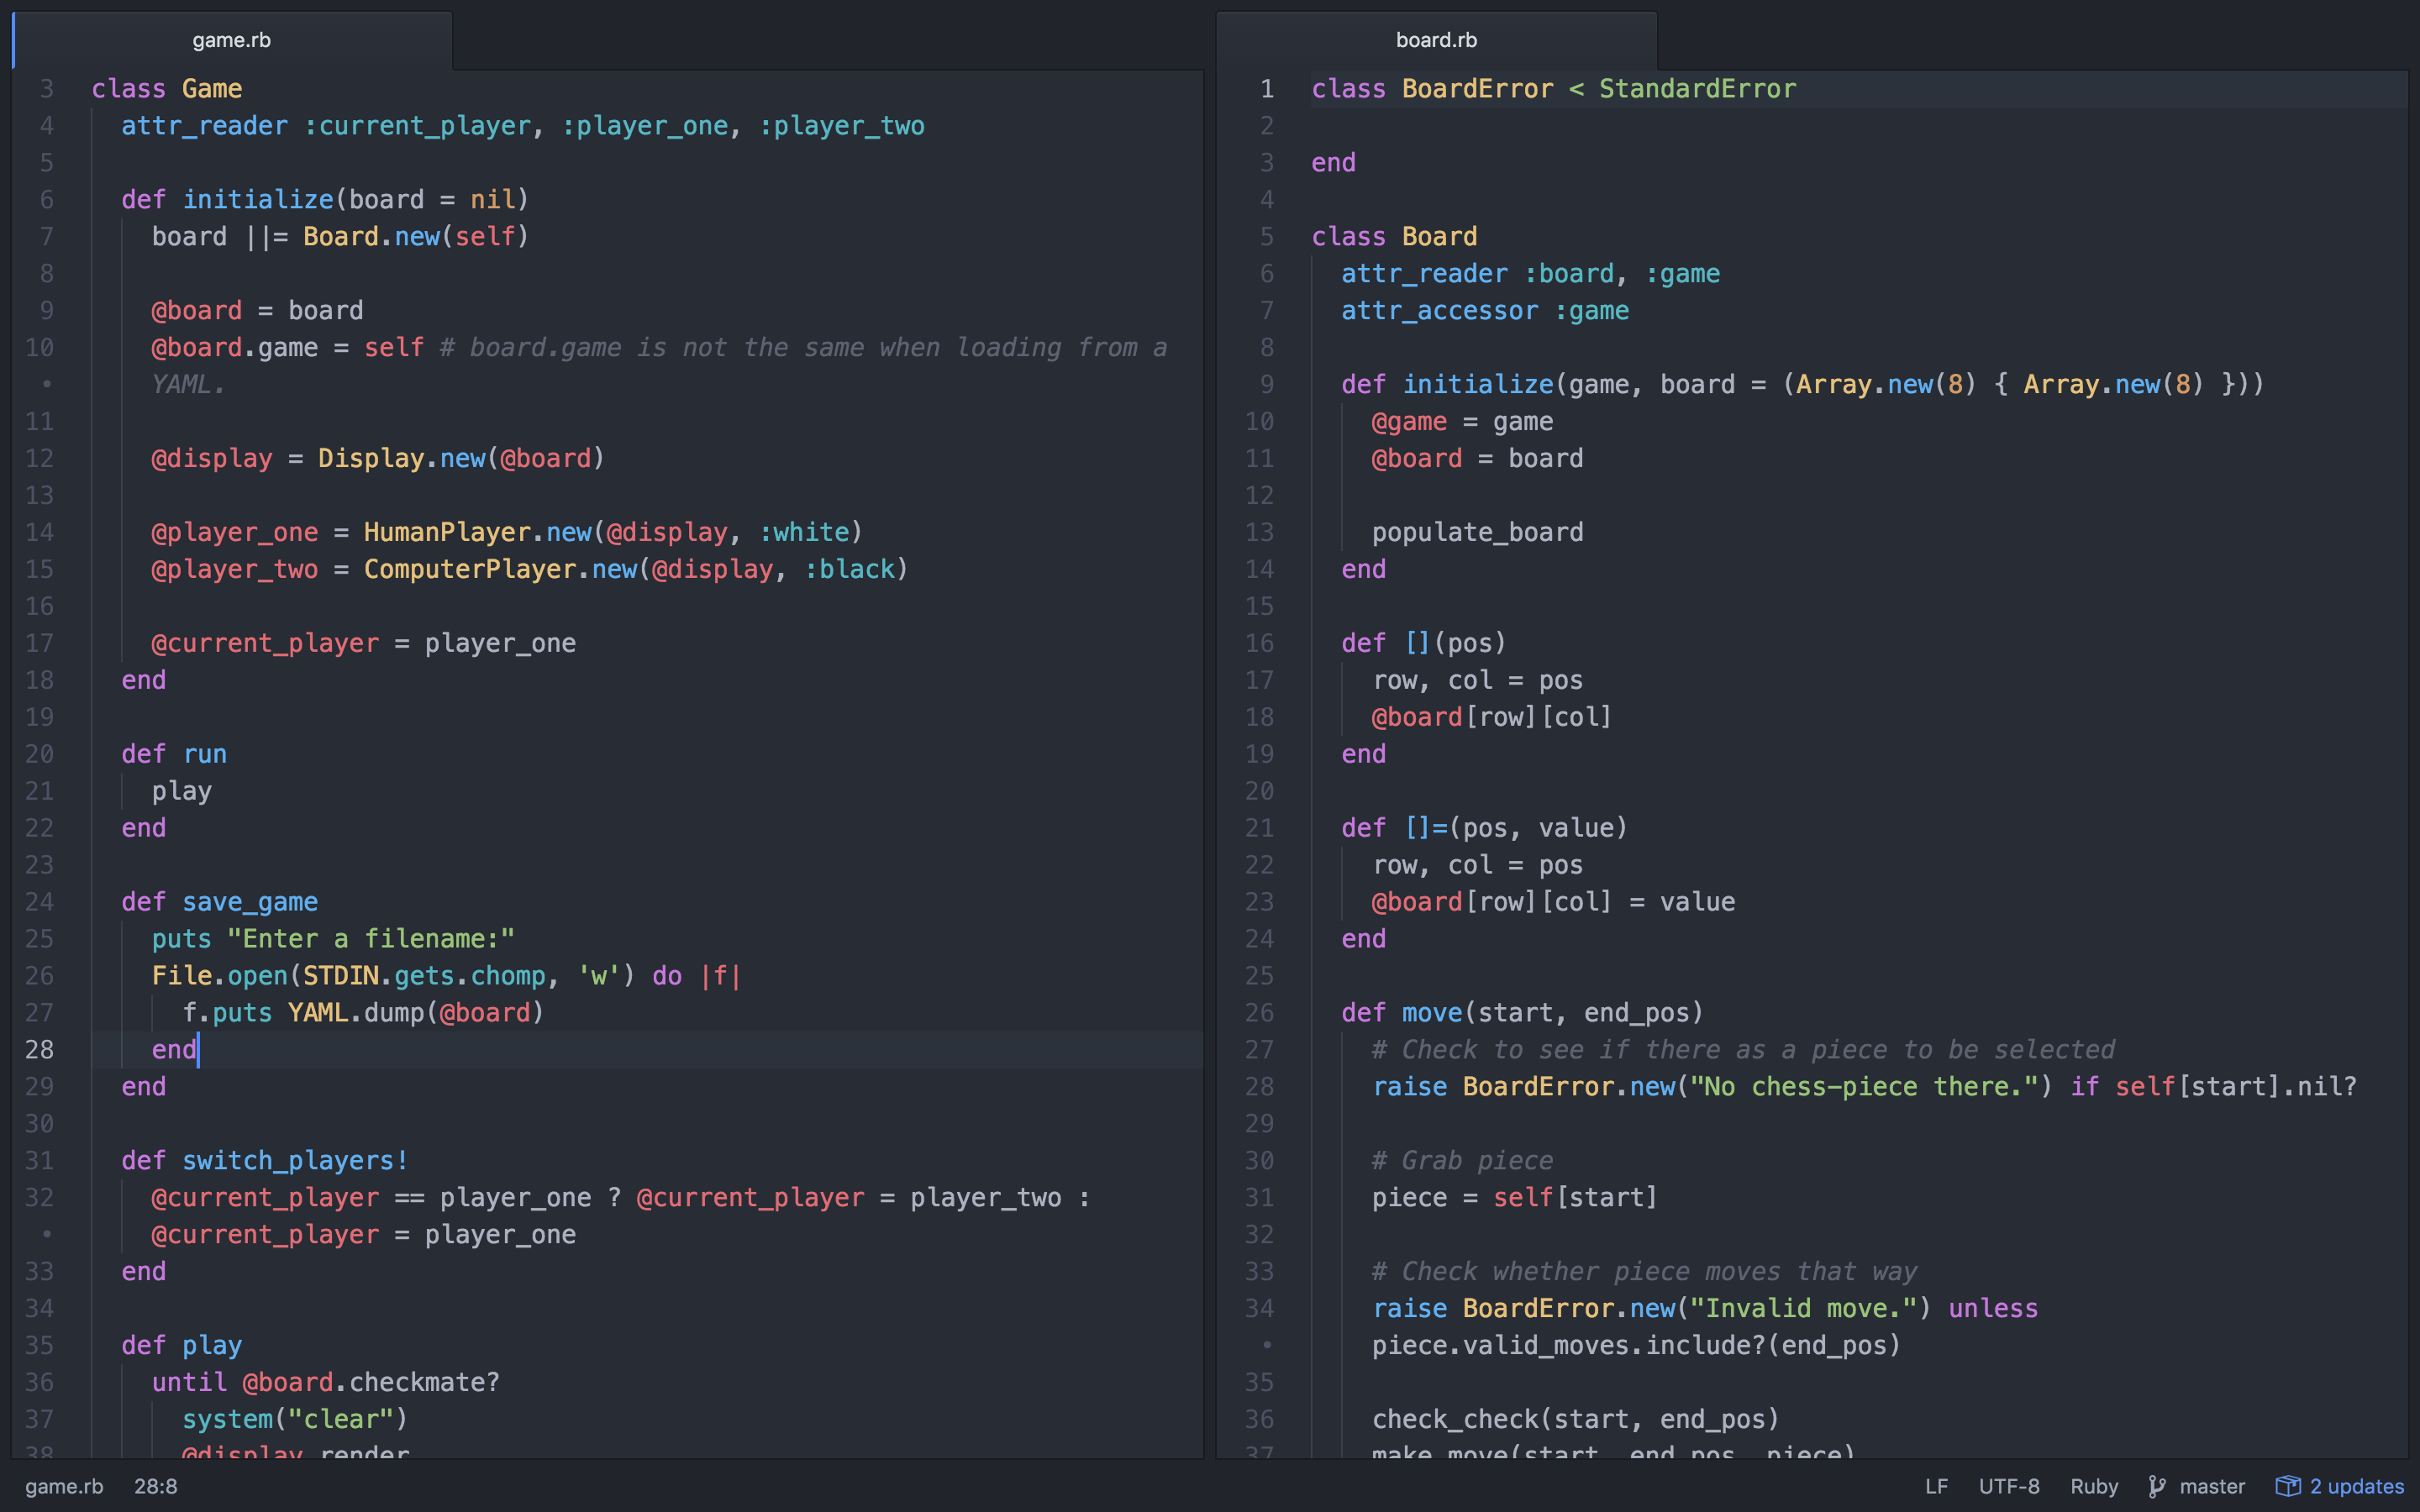 game.rb
3 class Game
4 attr_reader :current_player, :player_one, :player_two
5
6 def initialize(board = nil)
7 board ||= Board.new(self)
8
9 @board = board
10 @board.game = self # board.game is not the same when loading from a
• YAML.
11
12 @display = Display.new(@board)
13
14 @player_one = HumanPlayer.new(@display, :white)
15 @player_two = ComputerPlayer.new(@display, :black)
16
17 @current_player = player_one
18 end
19
20 def run
21 play
22 end
23
24 def save_game
25 puts "Enter a filename:"
26 File.open(STDIN.gets.chomp, 'w') do |f|
27 f.puts YAML.dump(@board)
28 end
29 end
30
31 def switch_players!
32 @current_player == player_one ? @current_player = player_two :
• @current_player = player_one
33 end
34
35 def play
36 until @board.checkmate?
37 system("clear")
38 @display.render
board.rb
1 class BoardError < StandardError
2
3 end
4
5 class Board
6 attr_reader :board, :game
7 attr_accessor :game
8
9 def initialize(game, board = (Array.new(8) { Array.new(8) }))
10 @game = game
11 @board = board
12
13 populate_board
14 end
15
16 def [](pos)
17 row, col = pos
18 @board[row][col]
19 end
20
21 def []=(pos, value)
22 row, col = pos
23 @board[row][col] = value
24 end
25
26 def move(start, end_pos)
27 # Check to see if there as a piece to be selected
28 raise BoardError.new("No chess-piece there.") if self[start].nil?
29
30 # Grab piece
31 piece = self[start]
32
33 # Check whether piece moves that way
34 raise BoardError.new("Invalid move.") unless
• piece.valid_moves.include?(end_pos)
35
36 check_check(start, end_pos)
37 make_move(start, end_pos, piece)
game.rb 28:8 LF UTF-8 Ruby master 2 updates